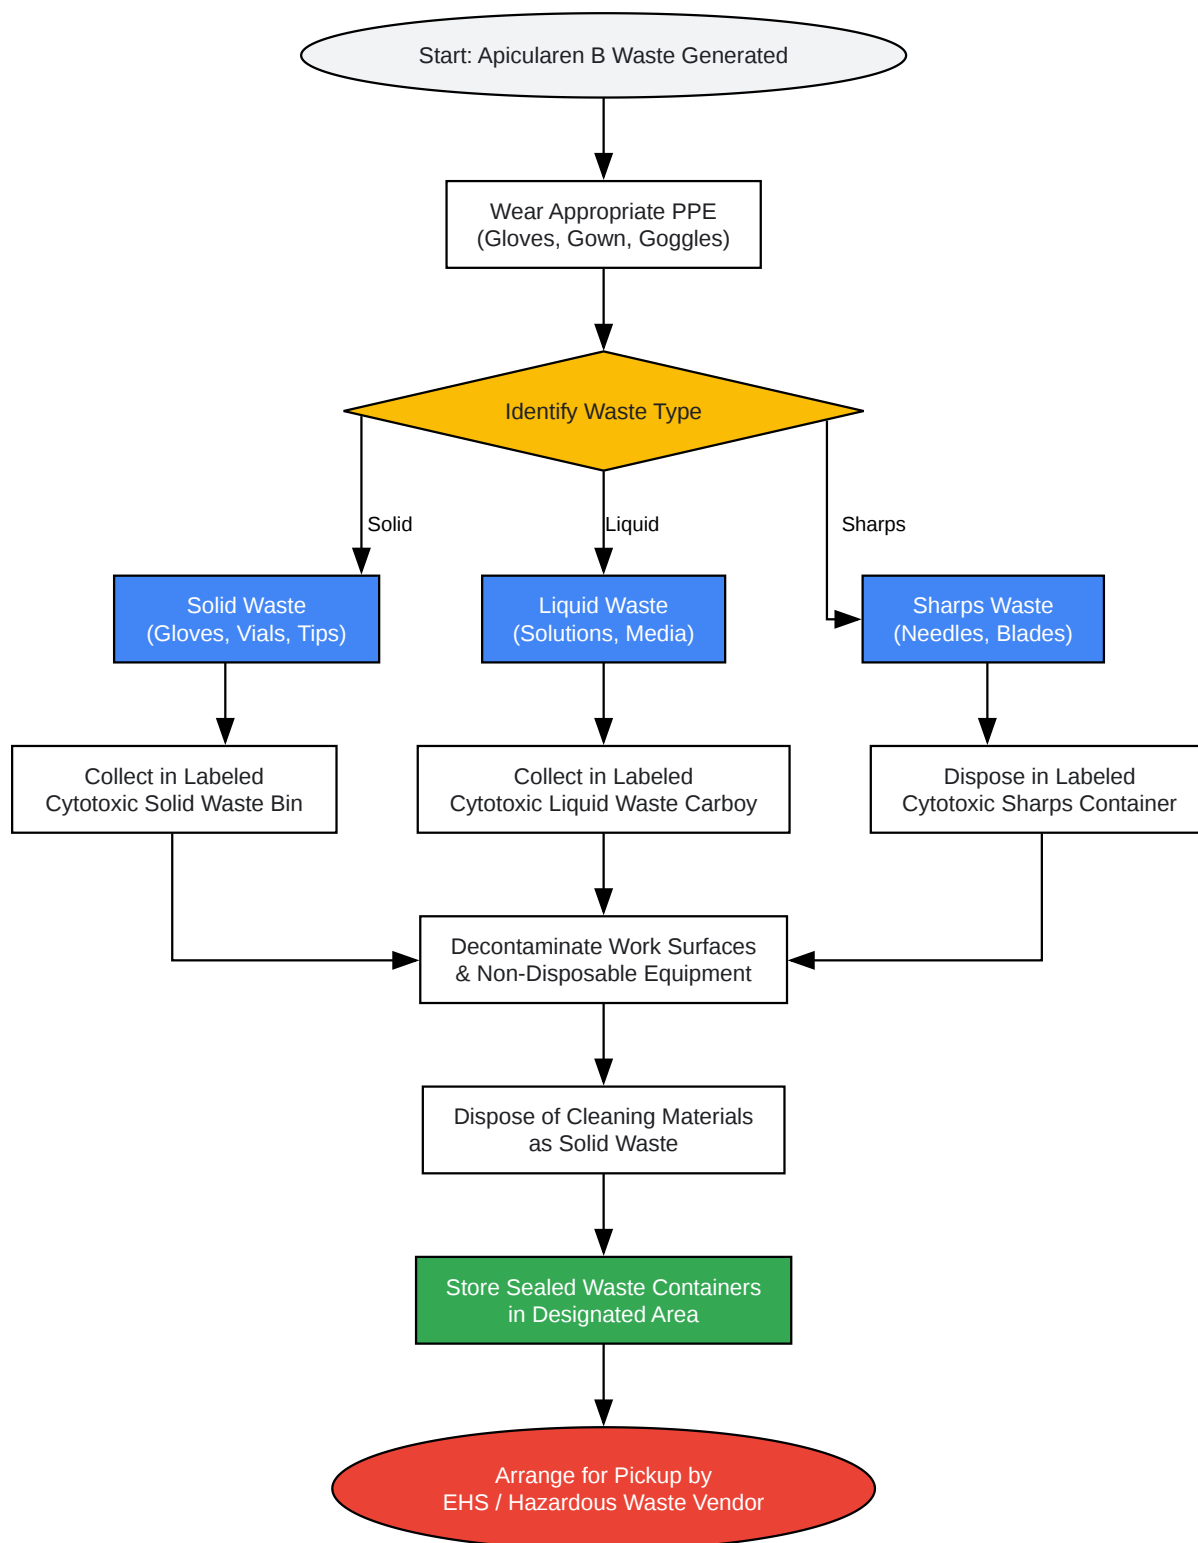 Start: Apicularen B Waste Generated
Wear Appropriate PPE
(Gloves, Gown, Goggles)
Identify Waste Type
Solid
Liquid
Sharps
Solid Waste
(Gloves, Vials, Tips)
Liquid Waste
(Solutions, Media)
Sharps Waste
(Needles, Blades)
Collect in Labeled
Cytotoxic Solid Waste Bin
Collect in Labeled
Cytotoxic Liquid Waste Carboy
Dispose in Labeled
Cytotoxic Sharps Container
Decontaminate Work Surfaces
& Non-Disposable Equipment
Dispose of Cleaning Materials
as Solid Waste
Store Sealed Waste Containers
in Designated Area
Arrange for Pickup by
EHS / Hazardous Waste Vendor